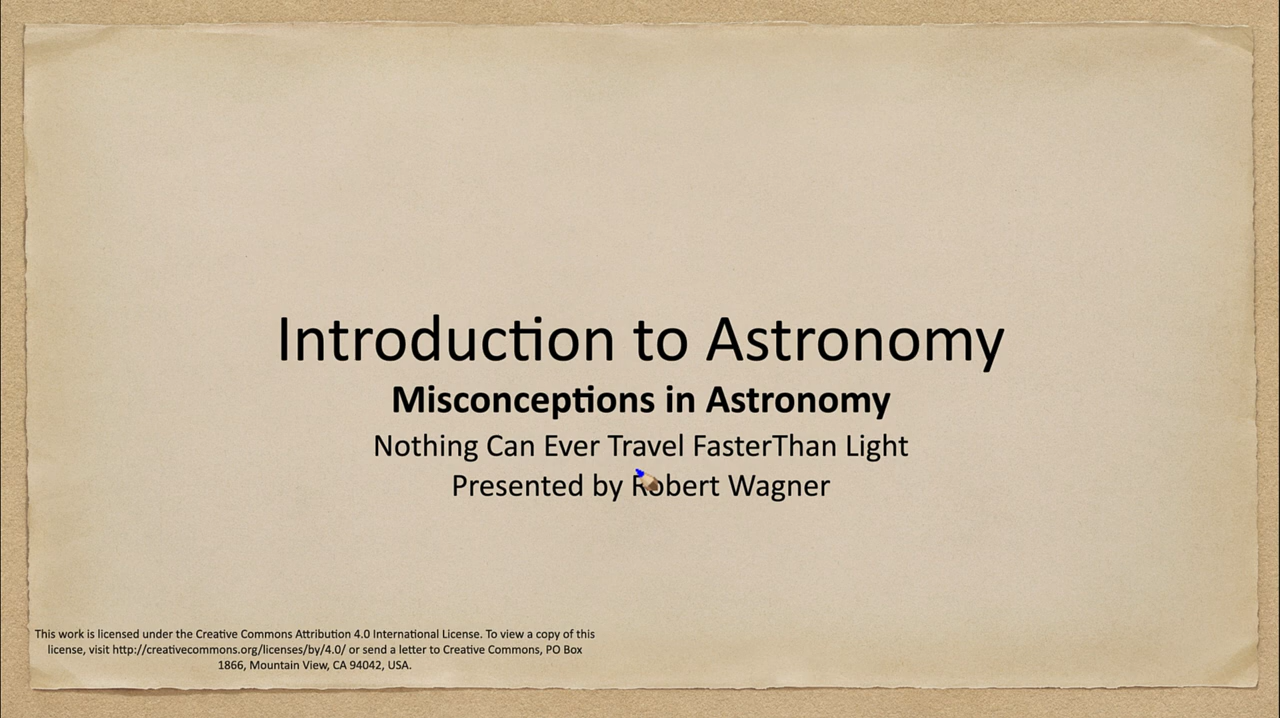 Introduction to Astronomy
Misconceptions in Astronomy
Nothing Can Ever Travel FasterThan Light
Presented by Robert Wagner
This work is licensed under the Creative Commons Attribution 4.0 International License. To view a copy of this
license, visit http://creativecommons.org/licenses/by/4.0/ or send a letter to Creative Commons, PO Box
1866, Mountain View, CA 94042, USA.